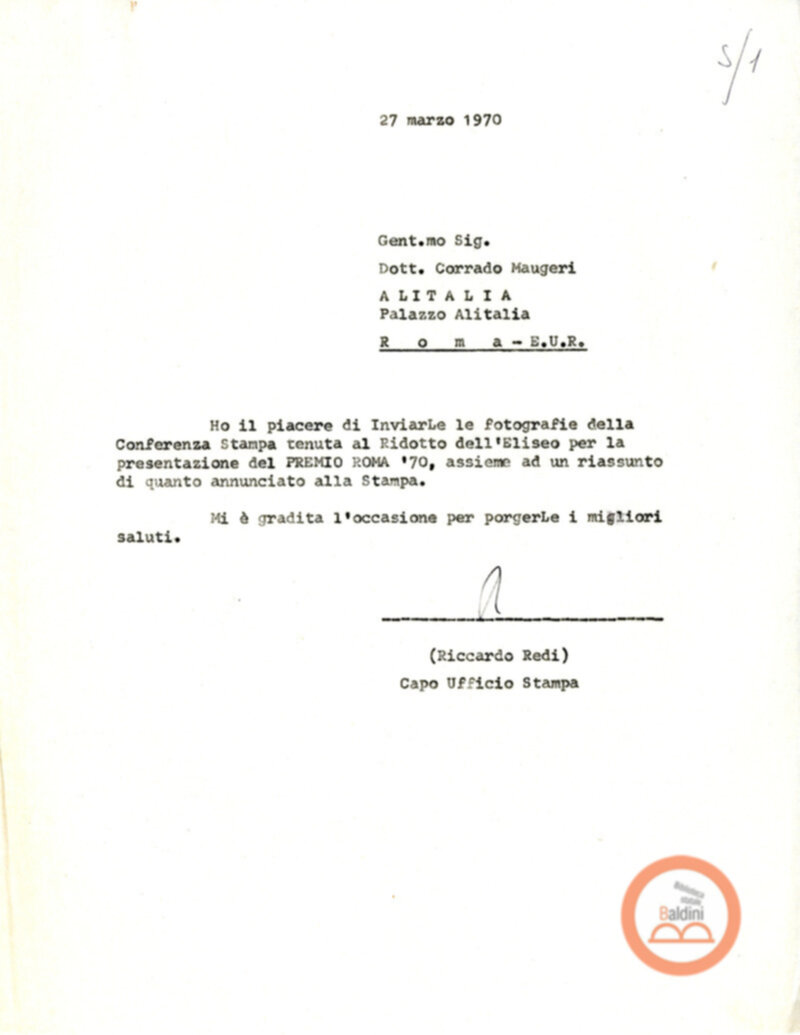 S/1
27 marzo 1970
Gent.mo Sig.
Dott. Corrado Maugeri
A L I T A L I A
Palazzo Alitalia
R o m a - E.U.R.
Ho il piacere di InviarLe le fotografie della
Conferenza Stampa tenuta al Ridotto dell'Eliseo per la
presentazione del PREMIO ROMA '70, assieme ad un riassunto
di quanto annunciato alla Stampa.
Mi è gradita l'occasione per porgerLe i migliori
saluti.
(Riccardo Redi)
Capo Ufficio Stampa
Biblioteca
statale
Baldini